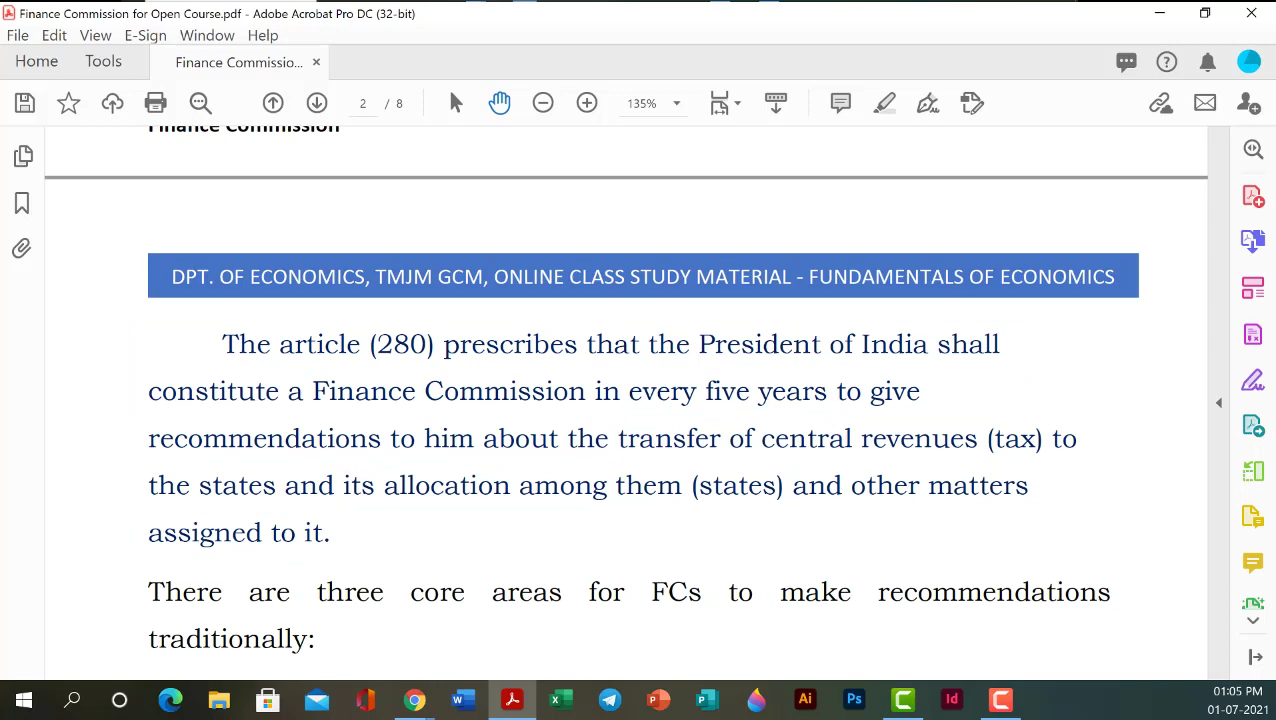 Finance Commission for Open Course.pdf - Adobe Acrobat Pro DC (32-bit)
File Edit View E-Sign Window Help
Home Tools Finance Commissio... ×
2 / 8 135%
Finance Commission
DPT. OF ECONOMICS, TMJM GCM, ONLINE CLASS STUDY MATERIAL - FUNDAMENTALS OF ECONOMICS
The article (280) prescribes that the President of India shall
constitute a Finance Commission in every five years to give
recommendations to him about the transfer of central revenues (tax) to
the states and its allocation among them (states) and other matters
assigned to it.
There are three core areas for FCs to make recommendations
traditionally:
Ai Ps Id
01:05 PM
01-07-2021